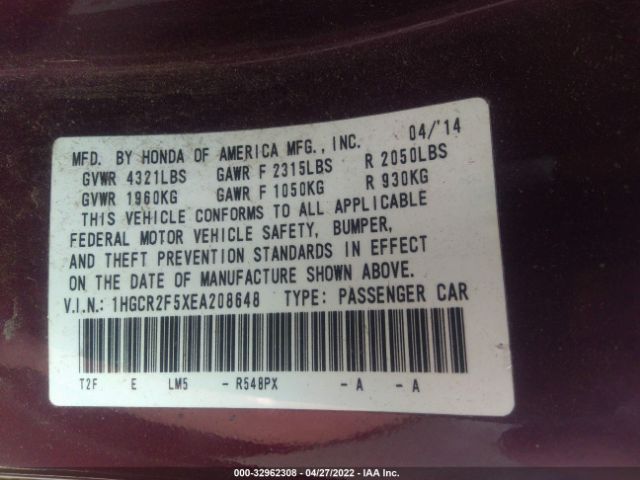 MFD. BY HONDA OF AMERICA MFG., INC. 04/'14
GVWR 4321LBS GAWR F 2315LBS R 2050LBS
GVWR 1960KG GAWR F 1050KG R 930KG
THIS VEHICLE CONFORMS TO ALL APPLICABLE
FEDERAL MOTOR VEHICLE SAFETY, BUMPER,
AND THEFT PREVENTION STANDARDS IN EFFECT
ON THE DATE OF MANUFACTURE SHOWN ABOVE.
V.I.N.: 1HGCR2F5XEA208648 TYPE: PASSENGER CAR
T2F E LM5 -R548PX -A -A
000-32962308 - 04/27/2022 - IAA Inc.